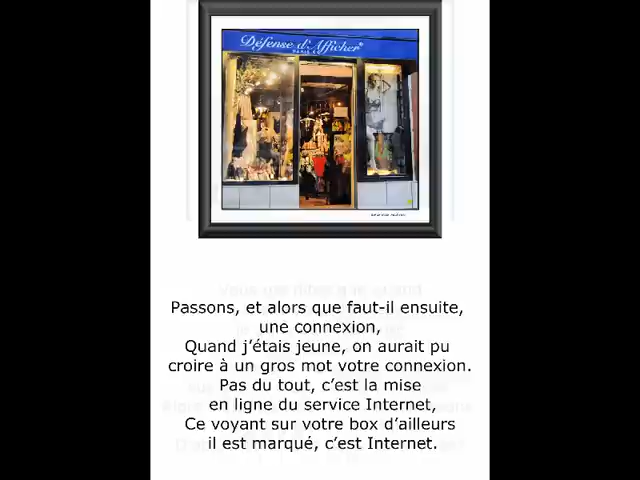 Défense d'Afficher
PARIS
Passons, et alors que faut-il ensuite,
une connexion,
Quand j'étais jeune, on aurait pu
croire à un gros mot votre connexion.
Pas du tout, c'est la mise
en ligne du service Internet,
Ce voyant sur votre box d'ailleurs
il est marqué, c'est Internet.